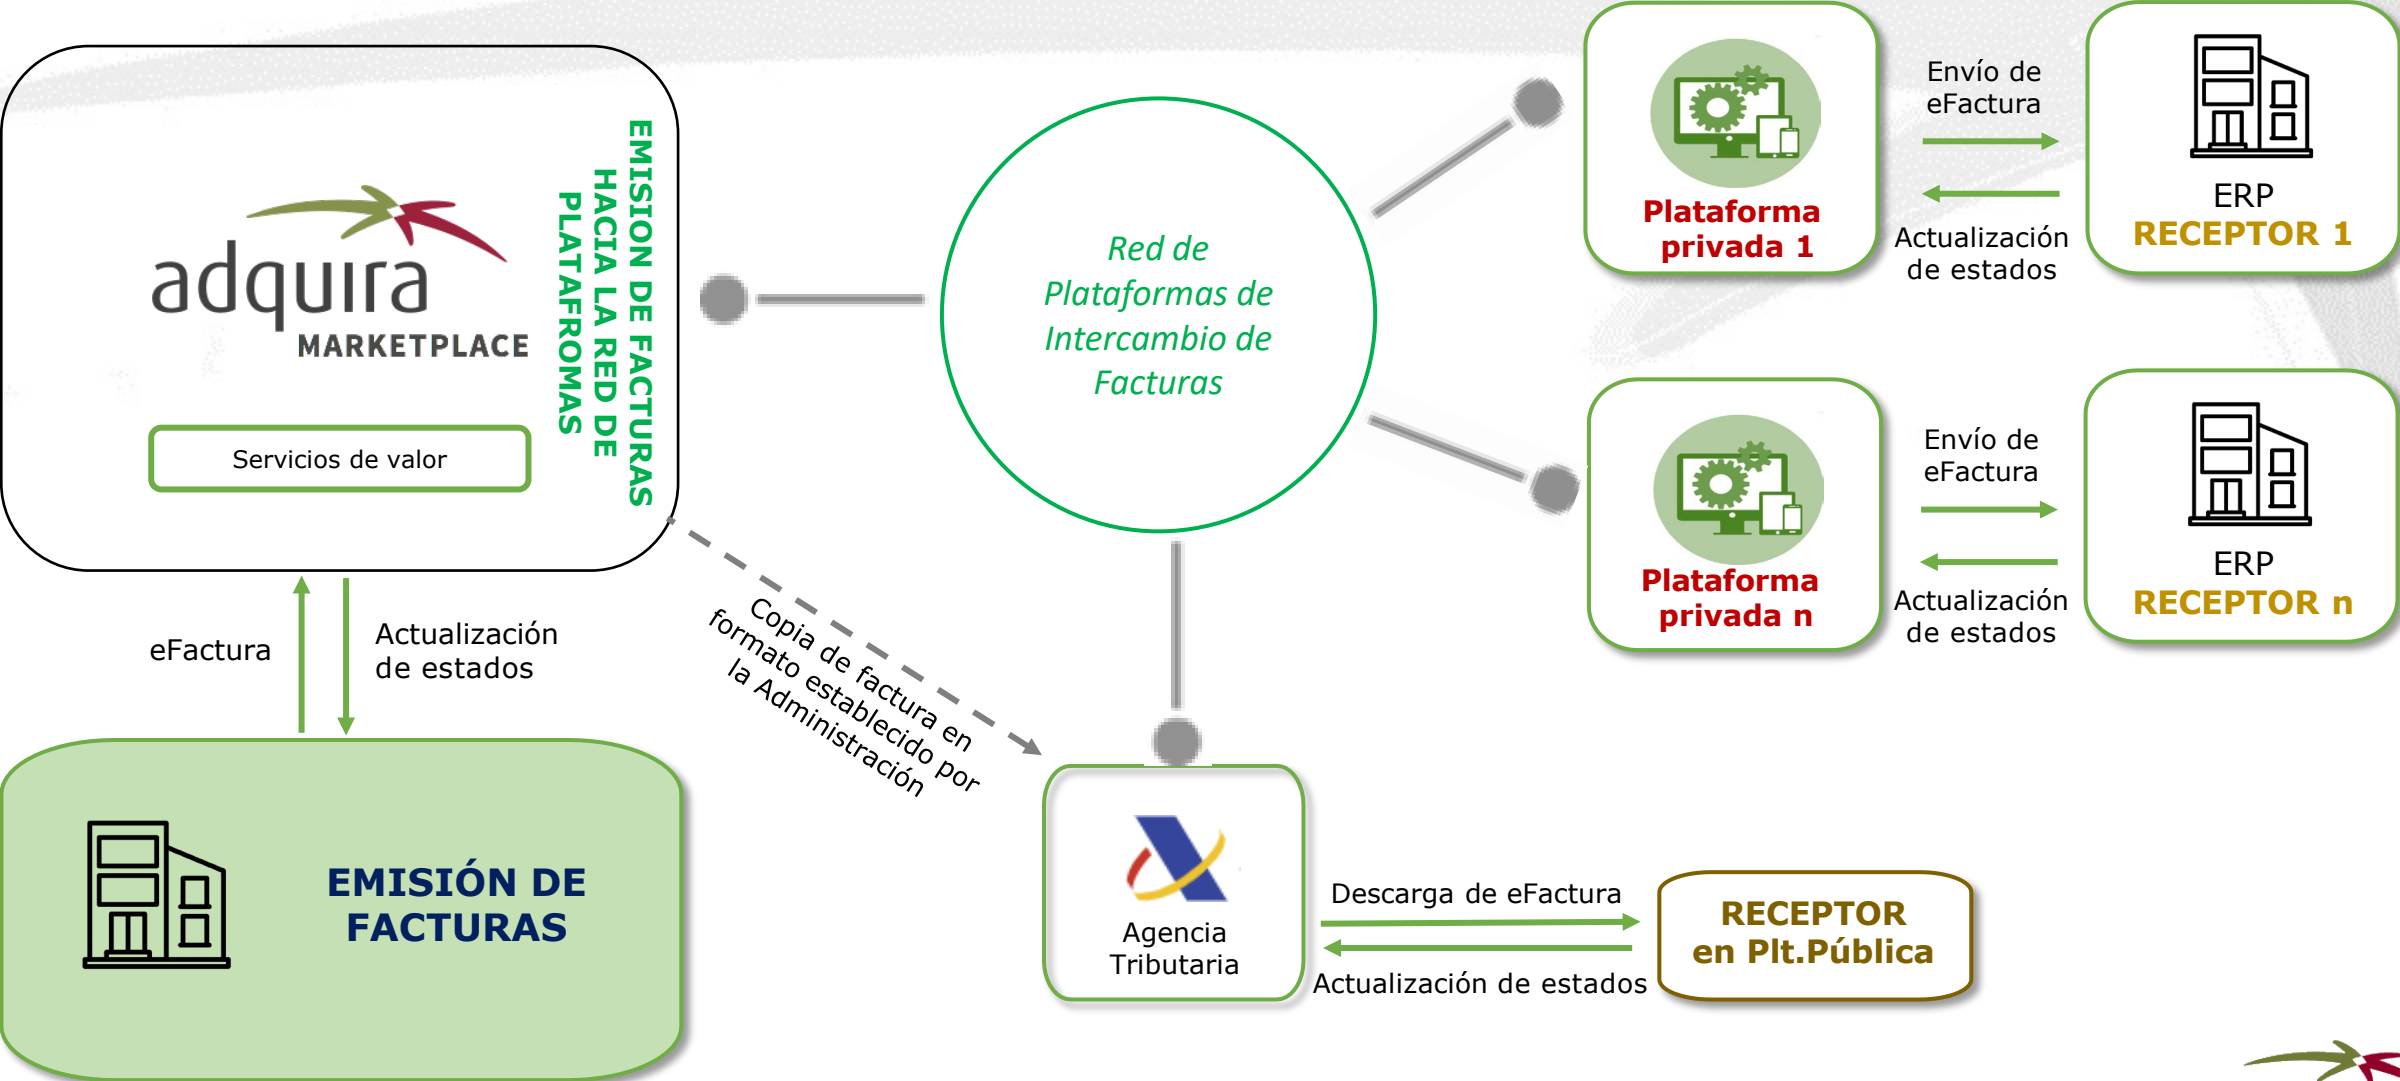 adquira
MARKETPLACE
EMISION DE FACTURAS
HACIA LA RED DE
PLATAFROMAS
Servicios de valor
eFactura
Actualización
de estados
EMISIÓN DE
FACTURAS
Red de
Plataformas de
Intercambio de
Facturas
Copia de factura en
formato establecido por
la Administración
Plataforma
privada 1
Envío de
eFactura
Actualización
de estados
ERP
RECEPTOR 1
Plataforma
privada n
Envío de
eFactura
Actualización
de estados
ERP
RECEPTOR n
Agencia
Tributaria
Descarga de eFactura
Actualización de estados
RECEPTOR
en Plt.Pública